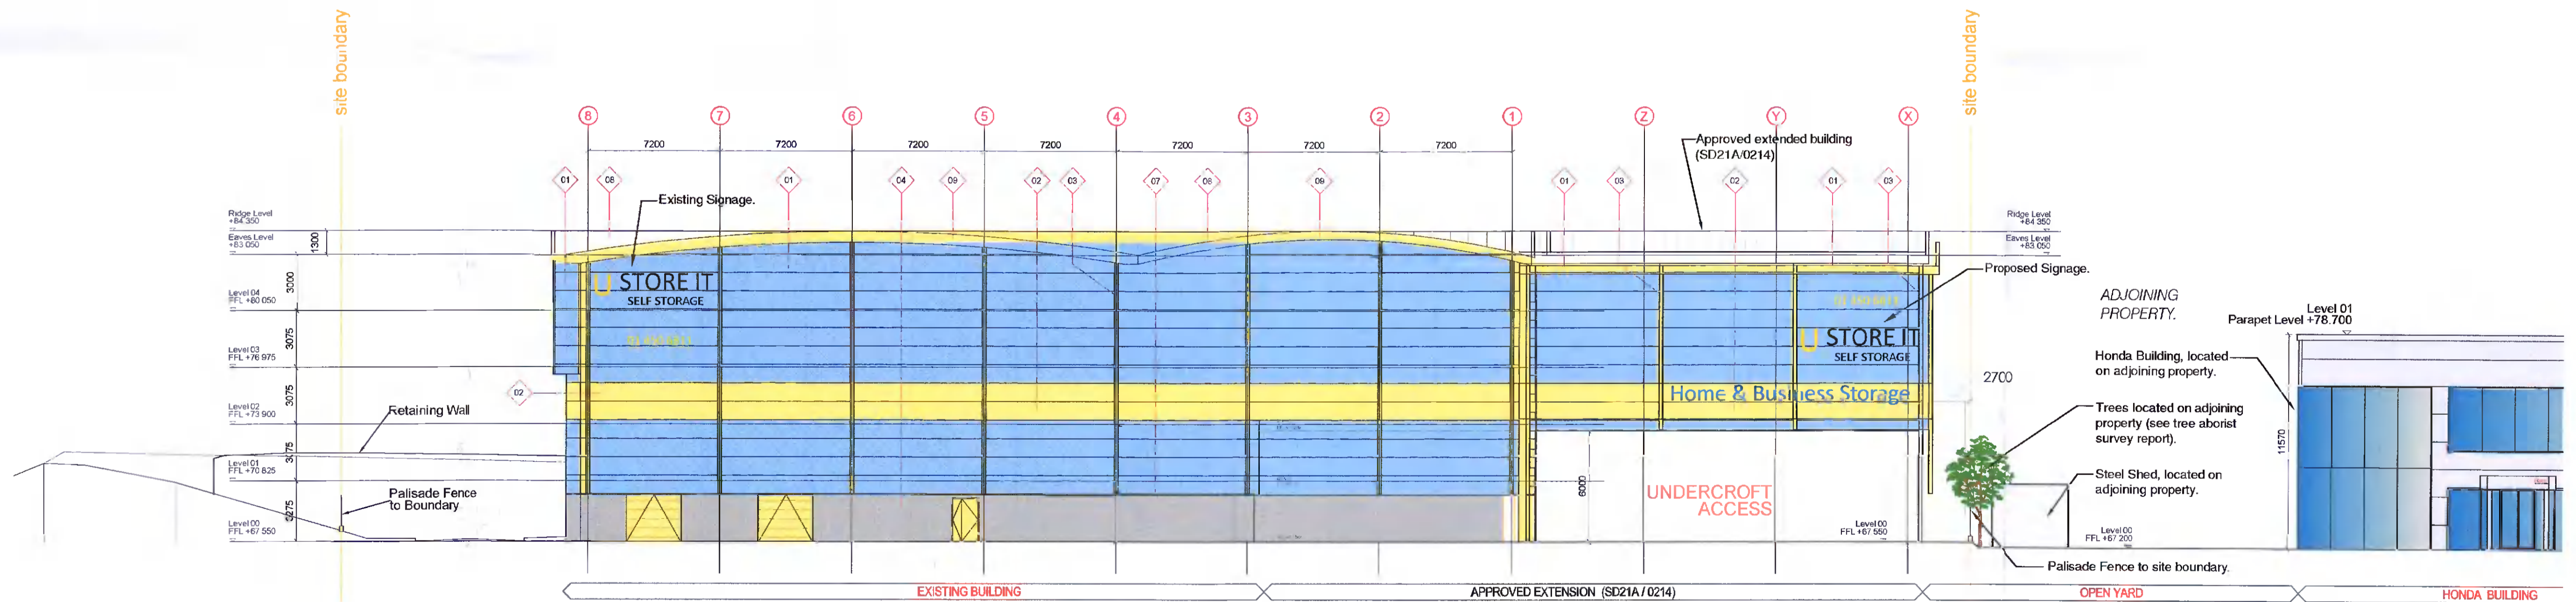 site boundary
site boundary
8
7
6
5
4
3
2
1
Z
Y
X
7200
7200
7200
7200
7200
7200
7200
Approved extended building
(SD21A/0214)
01
08
01
04
09
02
03
07
08
09
01
03
02
01
03
Existing Signage.
Ridge Level
+84 350
Eaves Level
+83 050
1300
3000
Level 04
FFL +80 050
3075
Level 03
FFL +76 975
3075
Level 02
FFL +73 900
3075
Level 01
FFL +70 825
3275
Level 00
FFL +67 550
02
Retaining Wall
Palisade Fence
to Boundary
U STORE IT
SELF STORAGE
Ridge Level
+84 350
Eaves Level
+83 050
Proposed Signage.
U STORE IT
SELF STORAGE
Home & Business Storage
2700
6000
UNDERCROFT
ACCESS
Level 00
FFL +67 550
ADJOINING
PROPERTY.
Level 01
Parapet Level +78.700
Honda Building, located
on adjoining property.
Trees located on adjoining
property (see tree aborist
survey report).
Steel Shed, located on
adjoining property.
11570
Level 00
FFL +67 200
Palisade Fence to site boundary.
EXISTING BUILDING
APPROVED EXTENSION (SD21A / 0214)
OPEN YARD
HONDA BUILDING